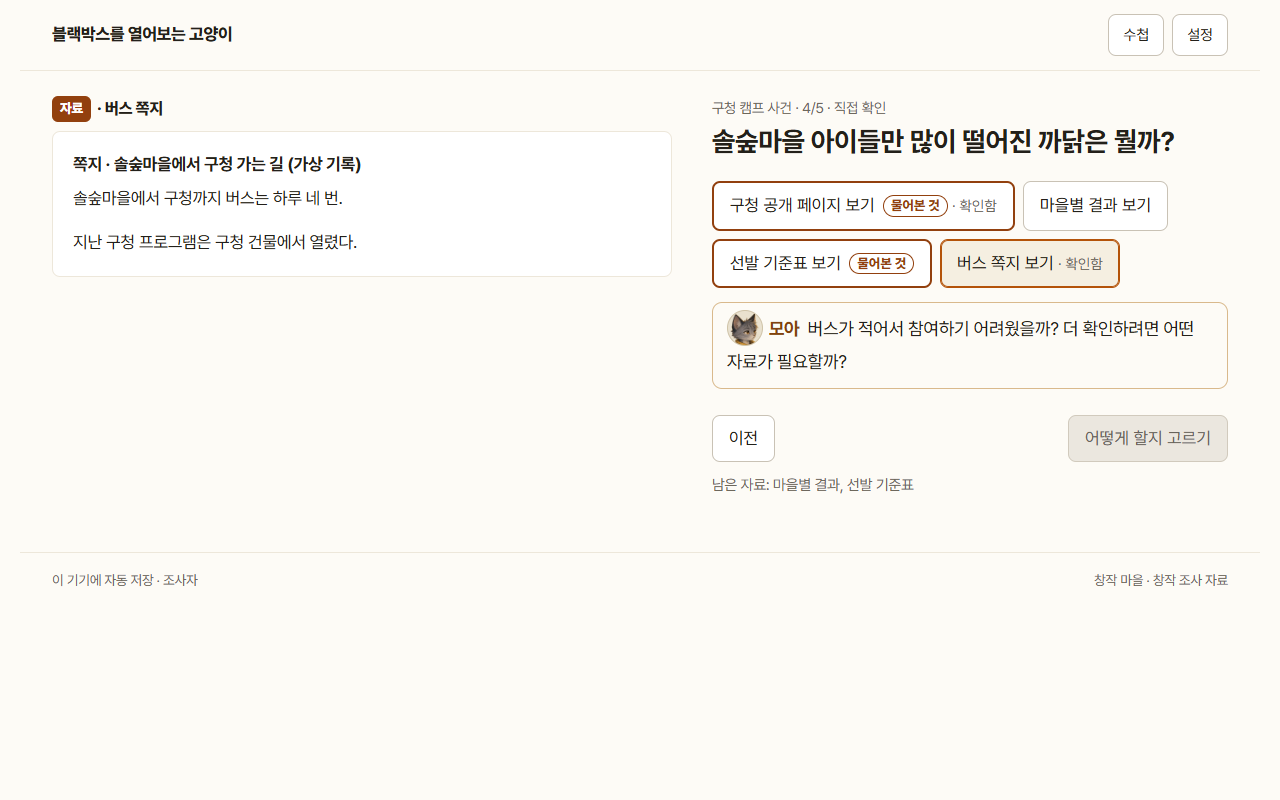 블랙박스를 열어보는 고양이
수첩
설정
자료 · 버스 쪽지
쪽지 · 솔숲마을에서 구청 가는 길 (가상 기록)
솔숲마을에서 구청까지 버스는 하루 네 번.
지난 구청 프로그램은 구청 건물에서 열렸다.
구청 캠프 사건 · 4/5 · 직접 확인
솔숲마을 아이들만 많이 떨어진 까닭은 뭘까?
구청 공개 페이지 보기 물어본 것 · 확인함
마을별 결과 보기
선발 기준표 보기 물어본 것
버스 쪽지 보기 · 확인함
모아 버스가 적어서 참여하기 어려웠을까? 더 확인하려면 어떤
자료가 필요할까?
이전
어떻게 할지 고르기
남은 자료: 마을별 결과, 선발 기준표
이 기기에 자동 저장 · 조사자
창작 마을 · 창작 조사 자료